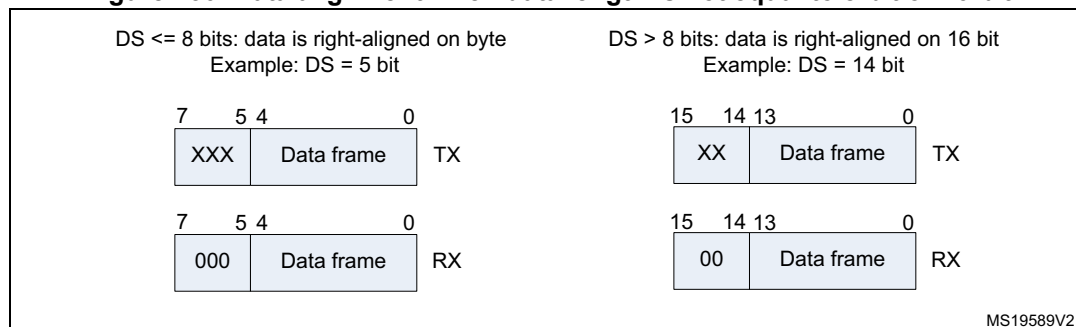 DS <= 8 bits: data is right-aligned on byte
Example: DS = 5 bit
DS > 8 bits: data is right-aligned on 16 bit
Example: DS = 14 bit
7 5 4 0
XXX Data frame TX
7 5 4 0
000 Data frame RX
15 14 13 0
XX Data frame TX
15 14 13 0
00 Data frame RX
MS19589V2